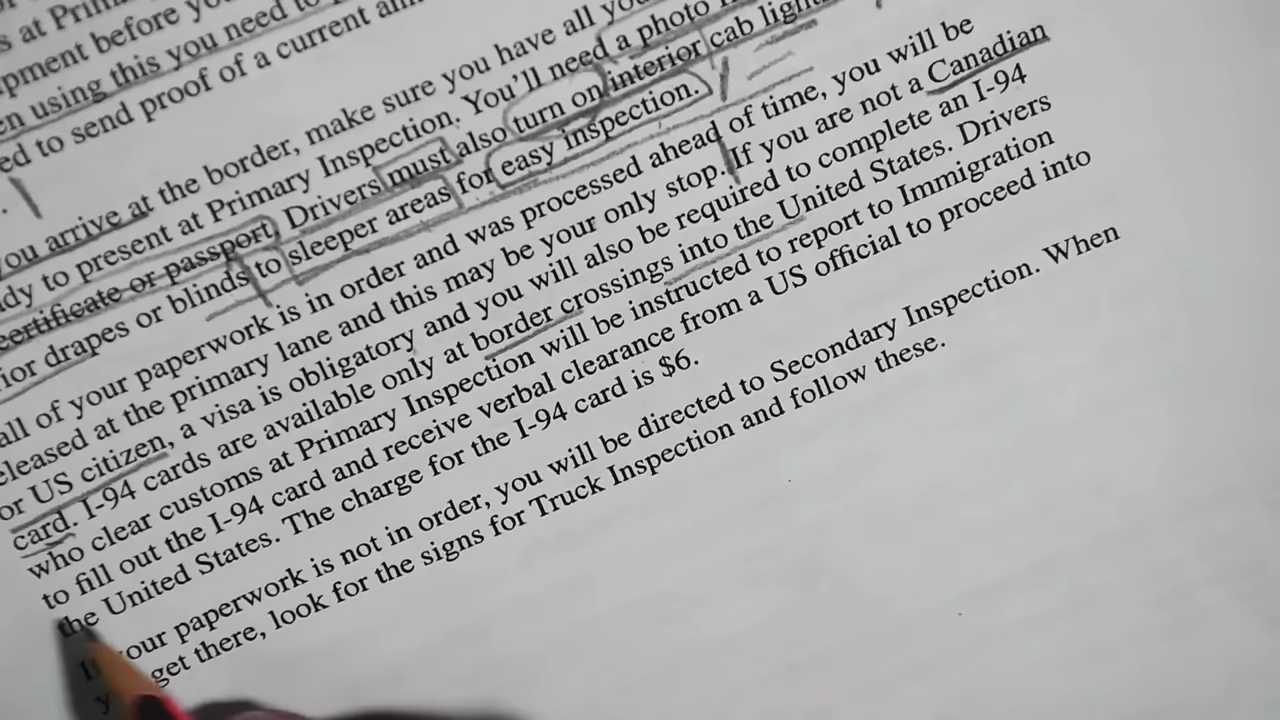 s at Prim
pment before yo
en using this you need to
ed to send proof of a current
.
ou arrive at the border, make sure you have all
dy to present at Primary Inspection. You'll need a photo
certificate or passport. Drivers must also turn on interior cab light
ior drapes or blinds to sleeper areas for easy inspection.
all of your paperwork is in order and was processed ahead of time, you will be
eleased at the primary lane and this may be your only stop. If you are not a Canadian
or US citizen, a visa is obligatory and you will also be required to complete an I-94
card. I-94 cards are available only at border crossings into the United States. Drivers
who clear customs at Primary Inspection will be instructed to report to Immigration
to fill out the I-94 card and receive verbal clearance from a US official to proceed into
the United States. The charge for the I-94 card is $6.
our paperwork is not in order, you will be directed to Secondary Inspection. When
get there, look for the signs for Truck Inspection and follow these.